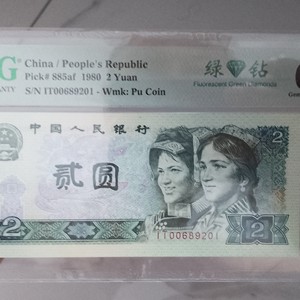 G China / People's Republic
Pick# 885af 1980 2 Yuan
S/N IT00689201 - Wmk: Pu Coin
绿 钻
Fluorescent Green Diamonds
中国人民银行
贰圆
2
2
IT00689201